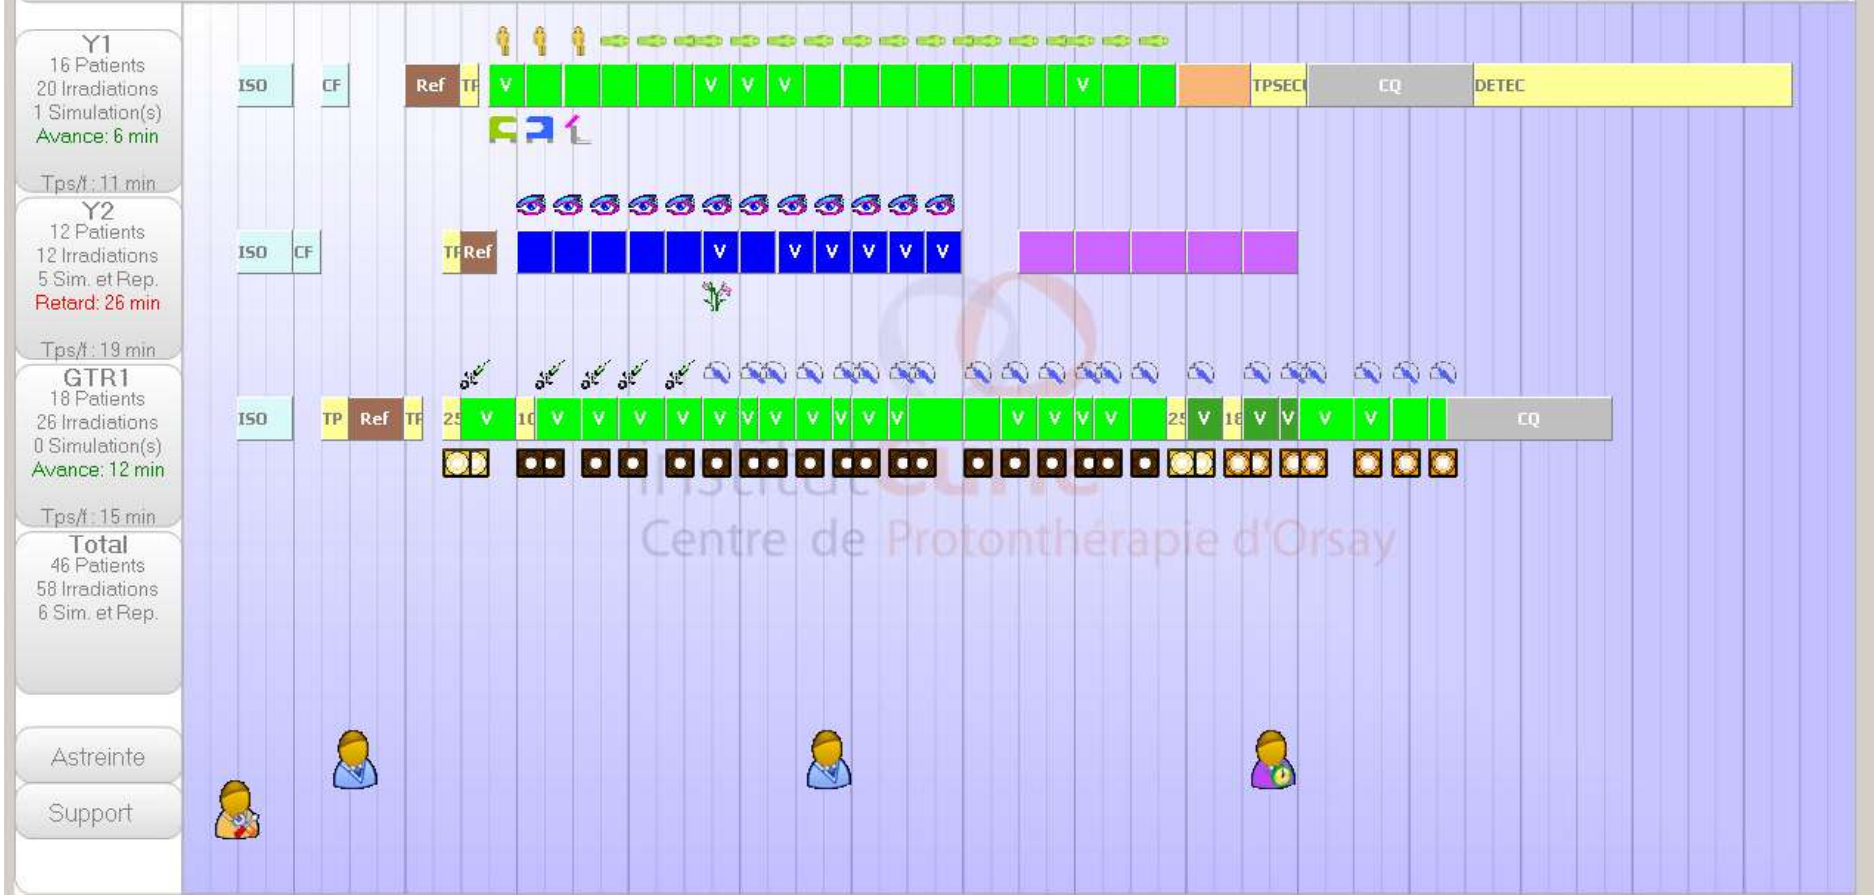 Y1
16 Patients
20 Irradiations
1 Simulation(s)
Avance: 6 min
Tps/f : 11 min
ISO CF Ref TP V V V V V TPSEC CQ DETEC
Y2
12 Patients
12 Irradiations
5 Sim. et Rep.
Retard: 26 min
Tps/f : 19 min
ISO CF TP Ref V V V V V V
GTR1
18 Patients
26 Irradiations
0 Simulation(s)
Avance: 12 min
Tps/f : 15 min
ISO TP Ref TP 25 V 10 V V V V V V V V V V V V V V V 25 V 18 V V V V CQ
institut Curie
Centre de Protonthérapie d'Orsay
Total
46 Patients
58 Irradiations
6 Sim. et Rep.
Astreinte
Support